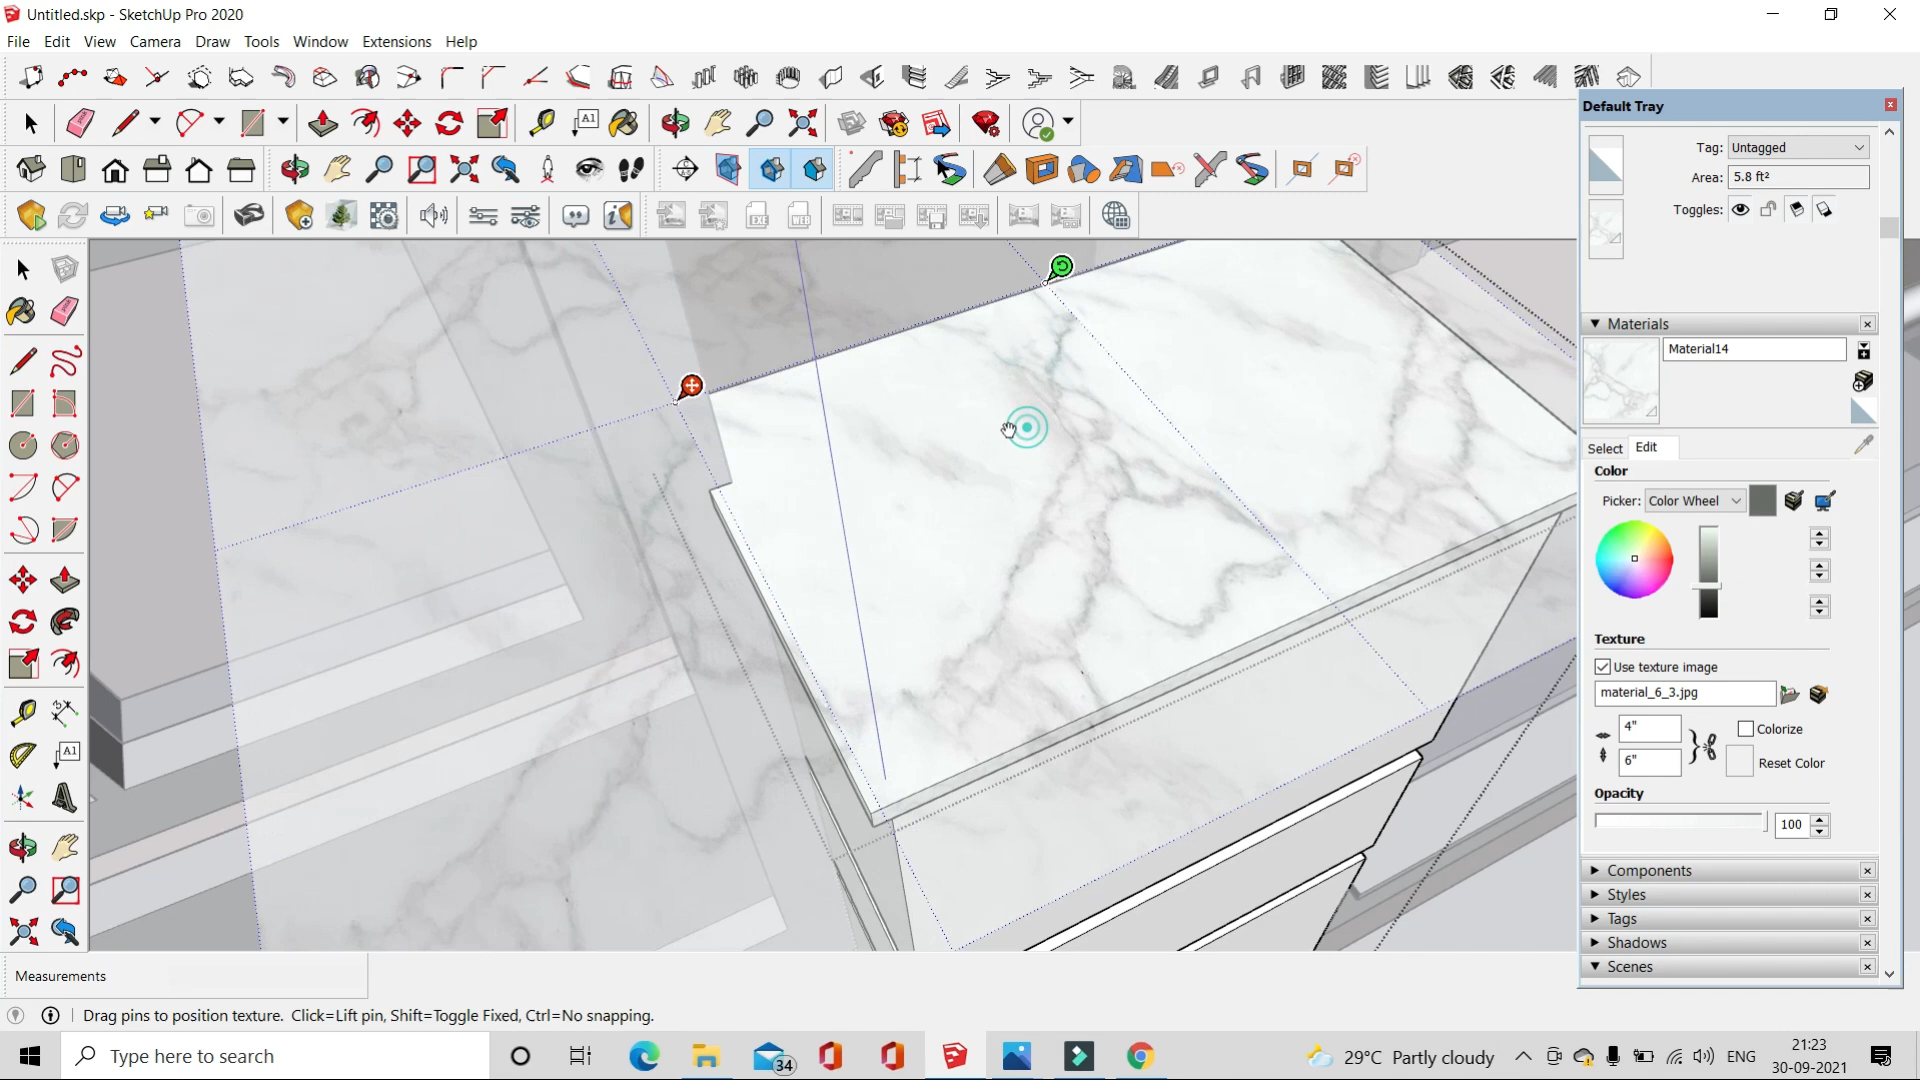 Untitled.skp - SketchUp Pro 2020
File Edit View Camera Draw Tools Window Extensions Help
Default Tray
Tag: Untagged
Area: 5.8 ft²
Toggles:
Materials
Material14
Select Edit
Color
Picker: Color Wheel
Texture
Use texture image
material_6_3.jpg
4"
Colorize
6"
Reset Color
Opacity
100
Components
Styles
Tags
Shadows
Scenes
A1
A1
EXE
WEB
Measurements
Drag pins to position texture. Click=Lift pin, Shift=Toggle Fixed, Ctrl=No snapping.
Type here to search
34
29°C Partly cloudy
ENG
21:23
30-09-2021